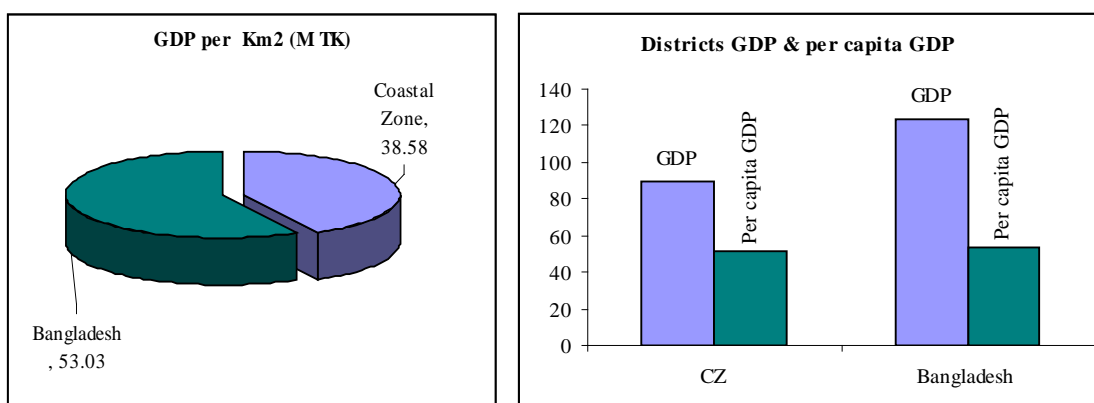 GDP per Km2 (M TK)
Coastal
Zone,
38.58
Bangladesh
, 53.03
Districts GDP & per capita GDP
140
120
100
80
60
40
20
0
GDP
Per capita GDP
GDP
Per capita GDP
CZ
Bangladesh